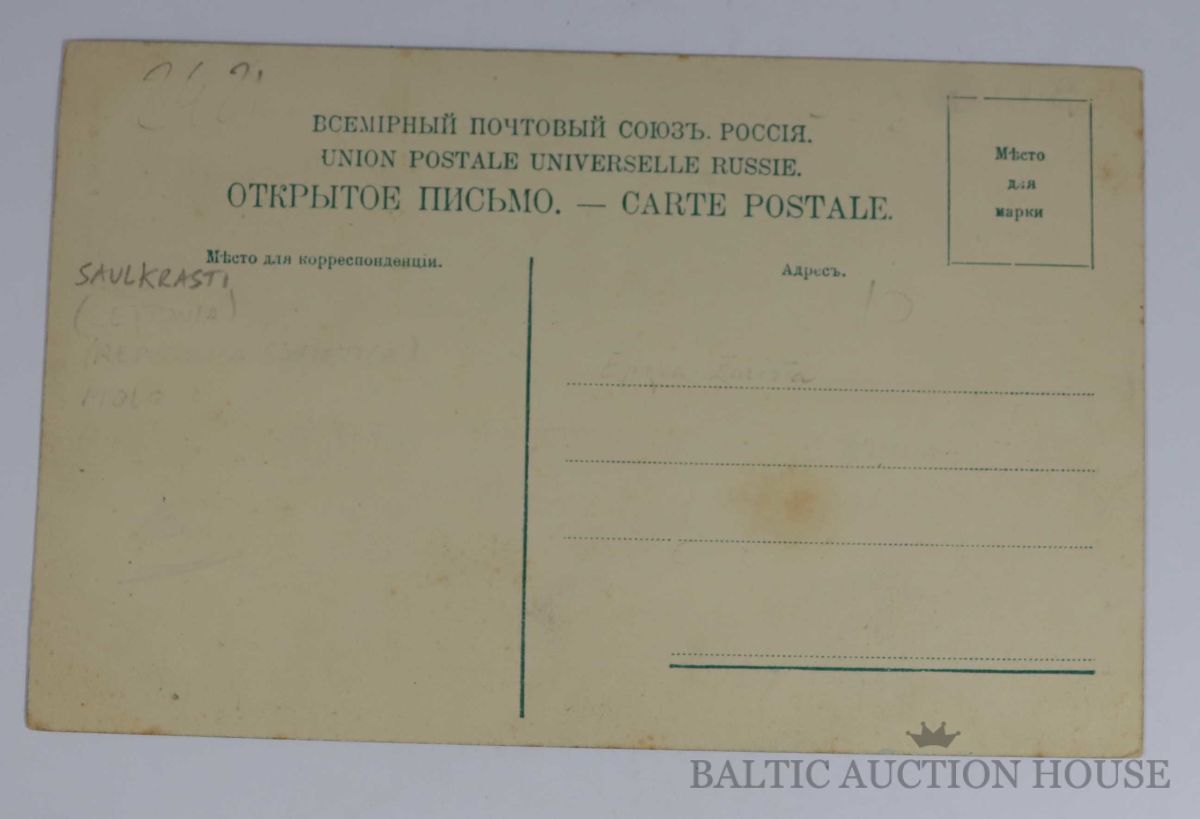 ВСЕМІРНЫЙ ПОЧТОВЫЙ СОЮЗЪ. РОССІЯ.
UNION POSTALE UNIVERSELLE RUSSIE.
ОТКРЫТОЕ ПИСЬМО. — CARTE POSTALE.
Мѣсто
для
марки
Мѣсто для корреспонденціи.
Адресъ.
SAULKRASTI
BALTIC AUCTION HOUSE